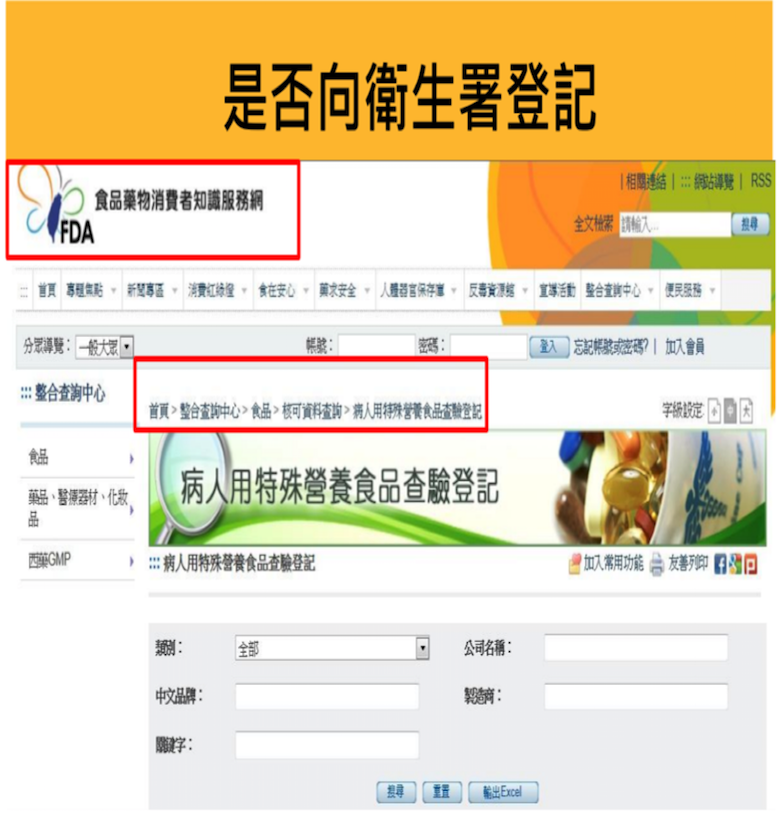 是否向衛生署登記
食品藥物消費者知識服務網
FDA
| 相關連結 | ::: 網站導覽 | RSS
全文檢索 請輸入... 搜尋
::: 首頁 專題焦點 新聞專區 消費紅綠燈 食在安心 藥求安全 人體器官保存庫 反毒資源館 宣導活動 整合查詢中心 便民服務
分眾導覽： 一般大眾 帳號： 密碼： 登入 忘記帳號或密碼? | 加入會員
::: 整合查詢中心
首頁 > 整合查詢中心 > 食品 > 核可資料查詢 > 病人用特殊營養食品查驗登記
字級設定: 小 中 大
食品
藥品、醫療器材、化妝品
西藥GMP
病人用特殊營養食品查驗登記
::: 病人用特殊營養食品查驗登記
加入常用功能 友善列印
類別： 全部 公司名稱：
中文品牌： 製造商：
關鍵字：
搜尋 重置 輸出Excel